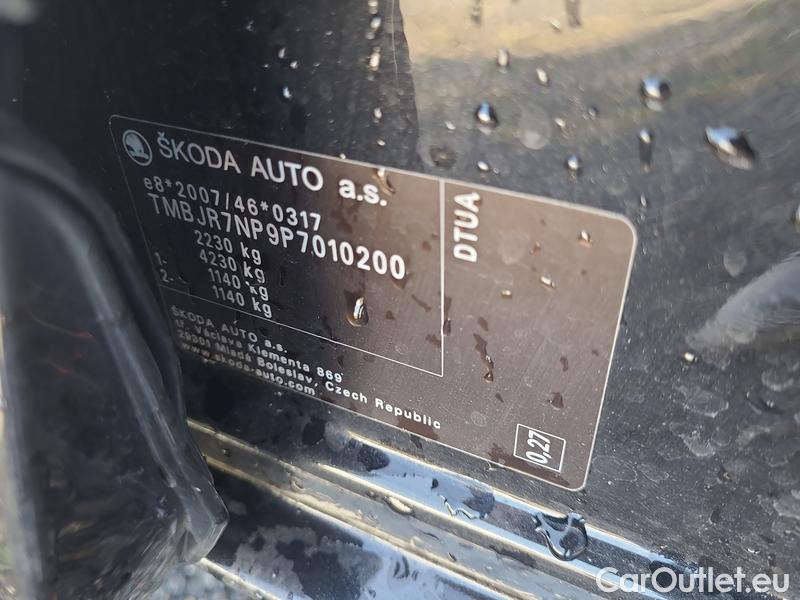 ŠKODA AUTO a.s.
e8*2007/46*0317
TMBJR7NP9P7010200
2230 kg
4230 kg
1- 1140 kg
2- 1140 kg
ŠKODA AUTO a.s.
tř. Václava Klementa 869
29301 Mladá Boleslav, Czech Republic
www.skoda-auto.com
DTUA
0,27
CarOutlet.eu